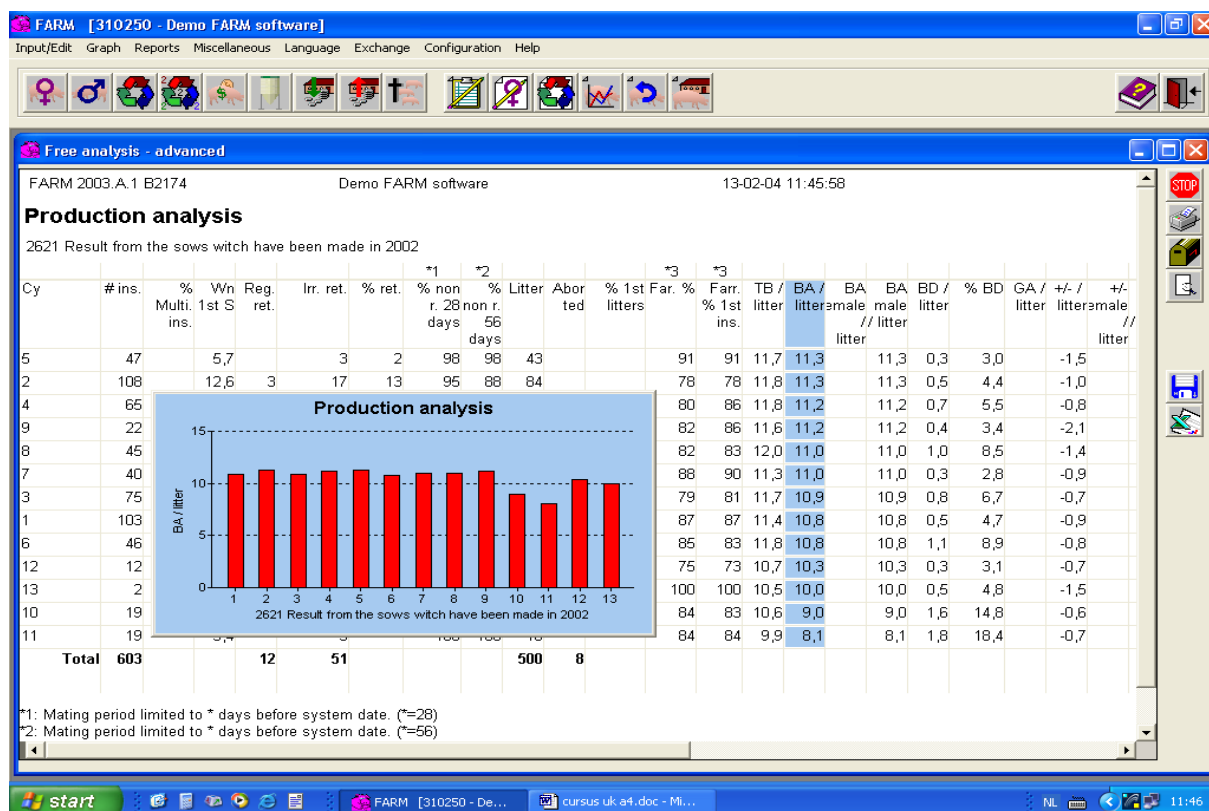 FARM [310250 - Demo FARM software]
Input/Edit Graph Reports Miscellaneous Language Exchange Configuration Help
Free analysis - advanced
STOP
FARM 2003.A.1 B2174 Demo FARM software 13-02-04 11:45:58
Production analysis
2621 Result from the sows witch have been made in 2002
*1 *2 *3 *3
Cy # ins. % Wn Reg. Irr. ret. % ret. % non % Litter Abor % 1st Far. % Farr. TB / BA / BA BA BD / % BD GA / +/- / +/-
Multi. 1st S ret. r. 28 non r. ted litters % 1st litter litter emale male litter litter litter emale
ins. days 56 ins. // // litter //
days litter litter
5 47 5,7 3 2 98 98 43 91 91 11,7 11,3 11,3 0,3 3,0 -1,5
2 108 12,6 3 17 13 95 88 84 78 78 11,8 11,3 11,3 0,5 4,4 -1,0
4 65 80 86 11,8 11,2 11,2 0,7 5,5 -0,8
9 22 82 86 11,6 11,2 11,2 0,4 3,4 -2,1
8 45 82 83 12,0 11,0 11,0 1,0 8,5 -1,4
7 40 88 90 11,3 11,0 11,0 0,3 2,8 -0,9
3 75 79 81 11,7 10,9 10,9 0,8 6,7 -0,7
1 103 87 87 11,4 10,8 10,8 0,5 4,7 -0,9
6 46 85 83 11,8 10,8 10,8 1,1 8,9 -0,8
12 12 75 73 10,7 10,3 10,3 0,3 3,1 -0,7
13 2 100 100 10,5 10,0 10,0 0,5 4,8 -1,5
10 19 84 83 10,6 9,0 9,0 1,6 14,8 -0,6
11 19 84 84 9,9 8,1 8,1 1,8 18,4 -0,7
Total 603 12 51 500 8
Production analysis
15
10
5
0
BA / litter
1 2 3 4 5 6 7 8 9 10 11 12 13
2621 Result from the sows witch have been made in 2002
*1: Mating period limited to * days before system date. (*=28)
*2: Mating period limited to * days before system date. (*=56)
start FARM [310250 - De... cursus uk a4.doc - Mi... NL 11:46